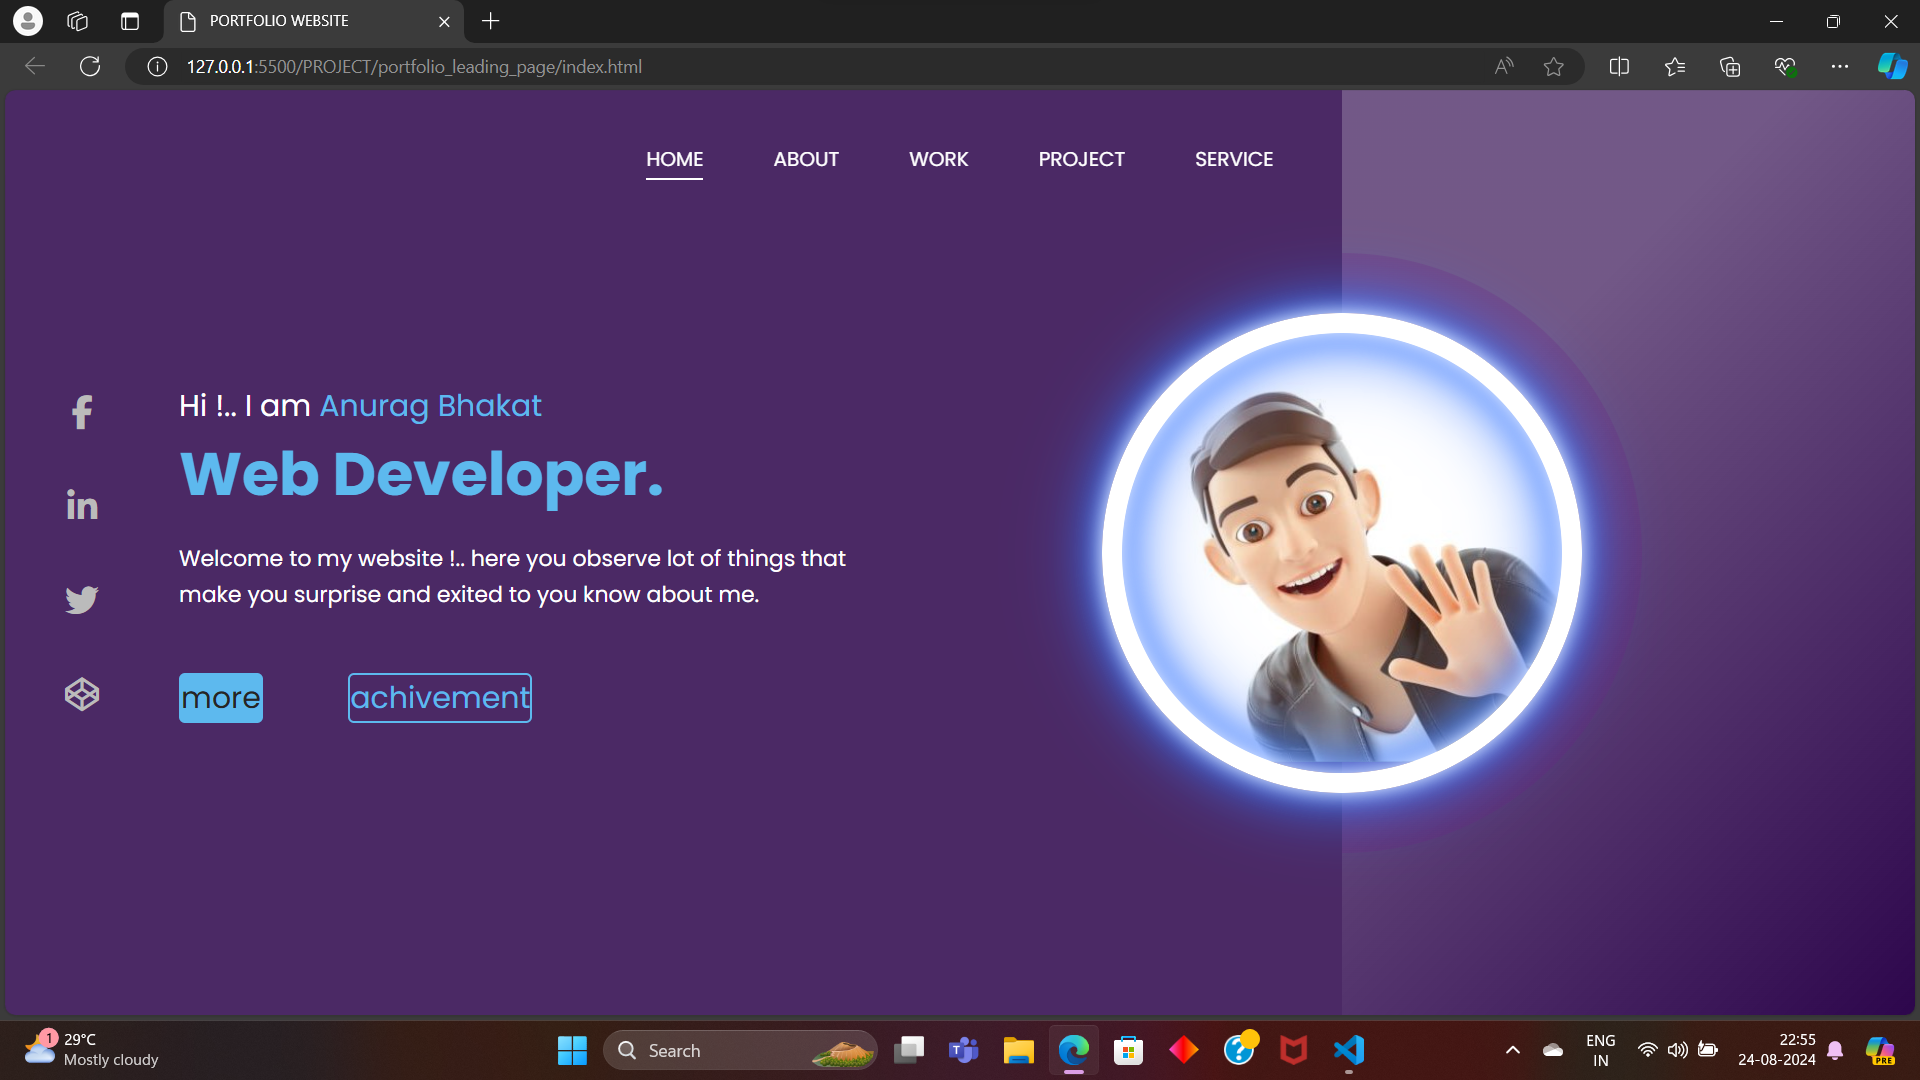 PORTFOLIO WEBSITE
127.0.0.1:5500/PROJECT/portfolio_leading_page/index.html
HOME ABOUT WORK PROJECT SERVICE
Hi !.. I am Anurag Bhakat
Web Developer.
Welcome to my website !.. here you observe lot of things that
make you surprise and exited to you know about me.
more achivement
1
29°C
Mostly cloudy
Search
ENG
IN
22:55
24-08-2024
PRE